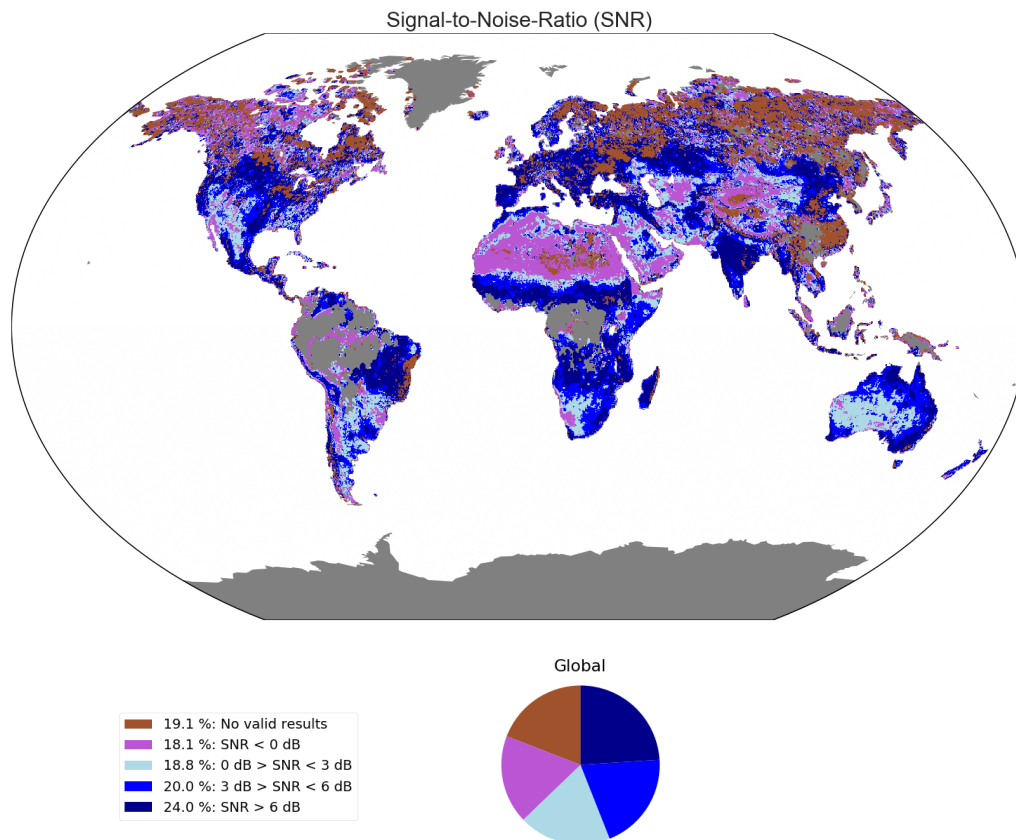 Signal-to-Noise-Ratio (SNR)
Global
19.1 %: No valid results
18.1 %: SNR < 0 dB
18.8 %: 0 dB > SNR < 3 dB
20.0 %: 3 dB > SNR < 6 dB
24.0 %: SNR > 6 dB